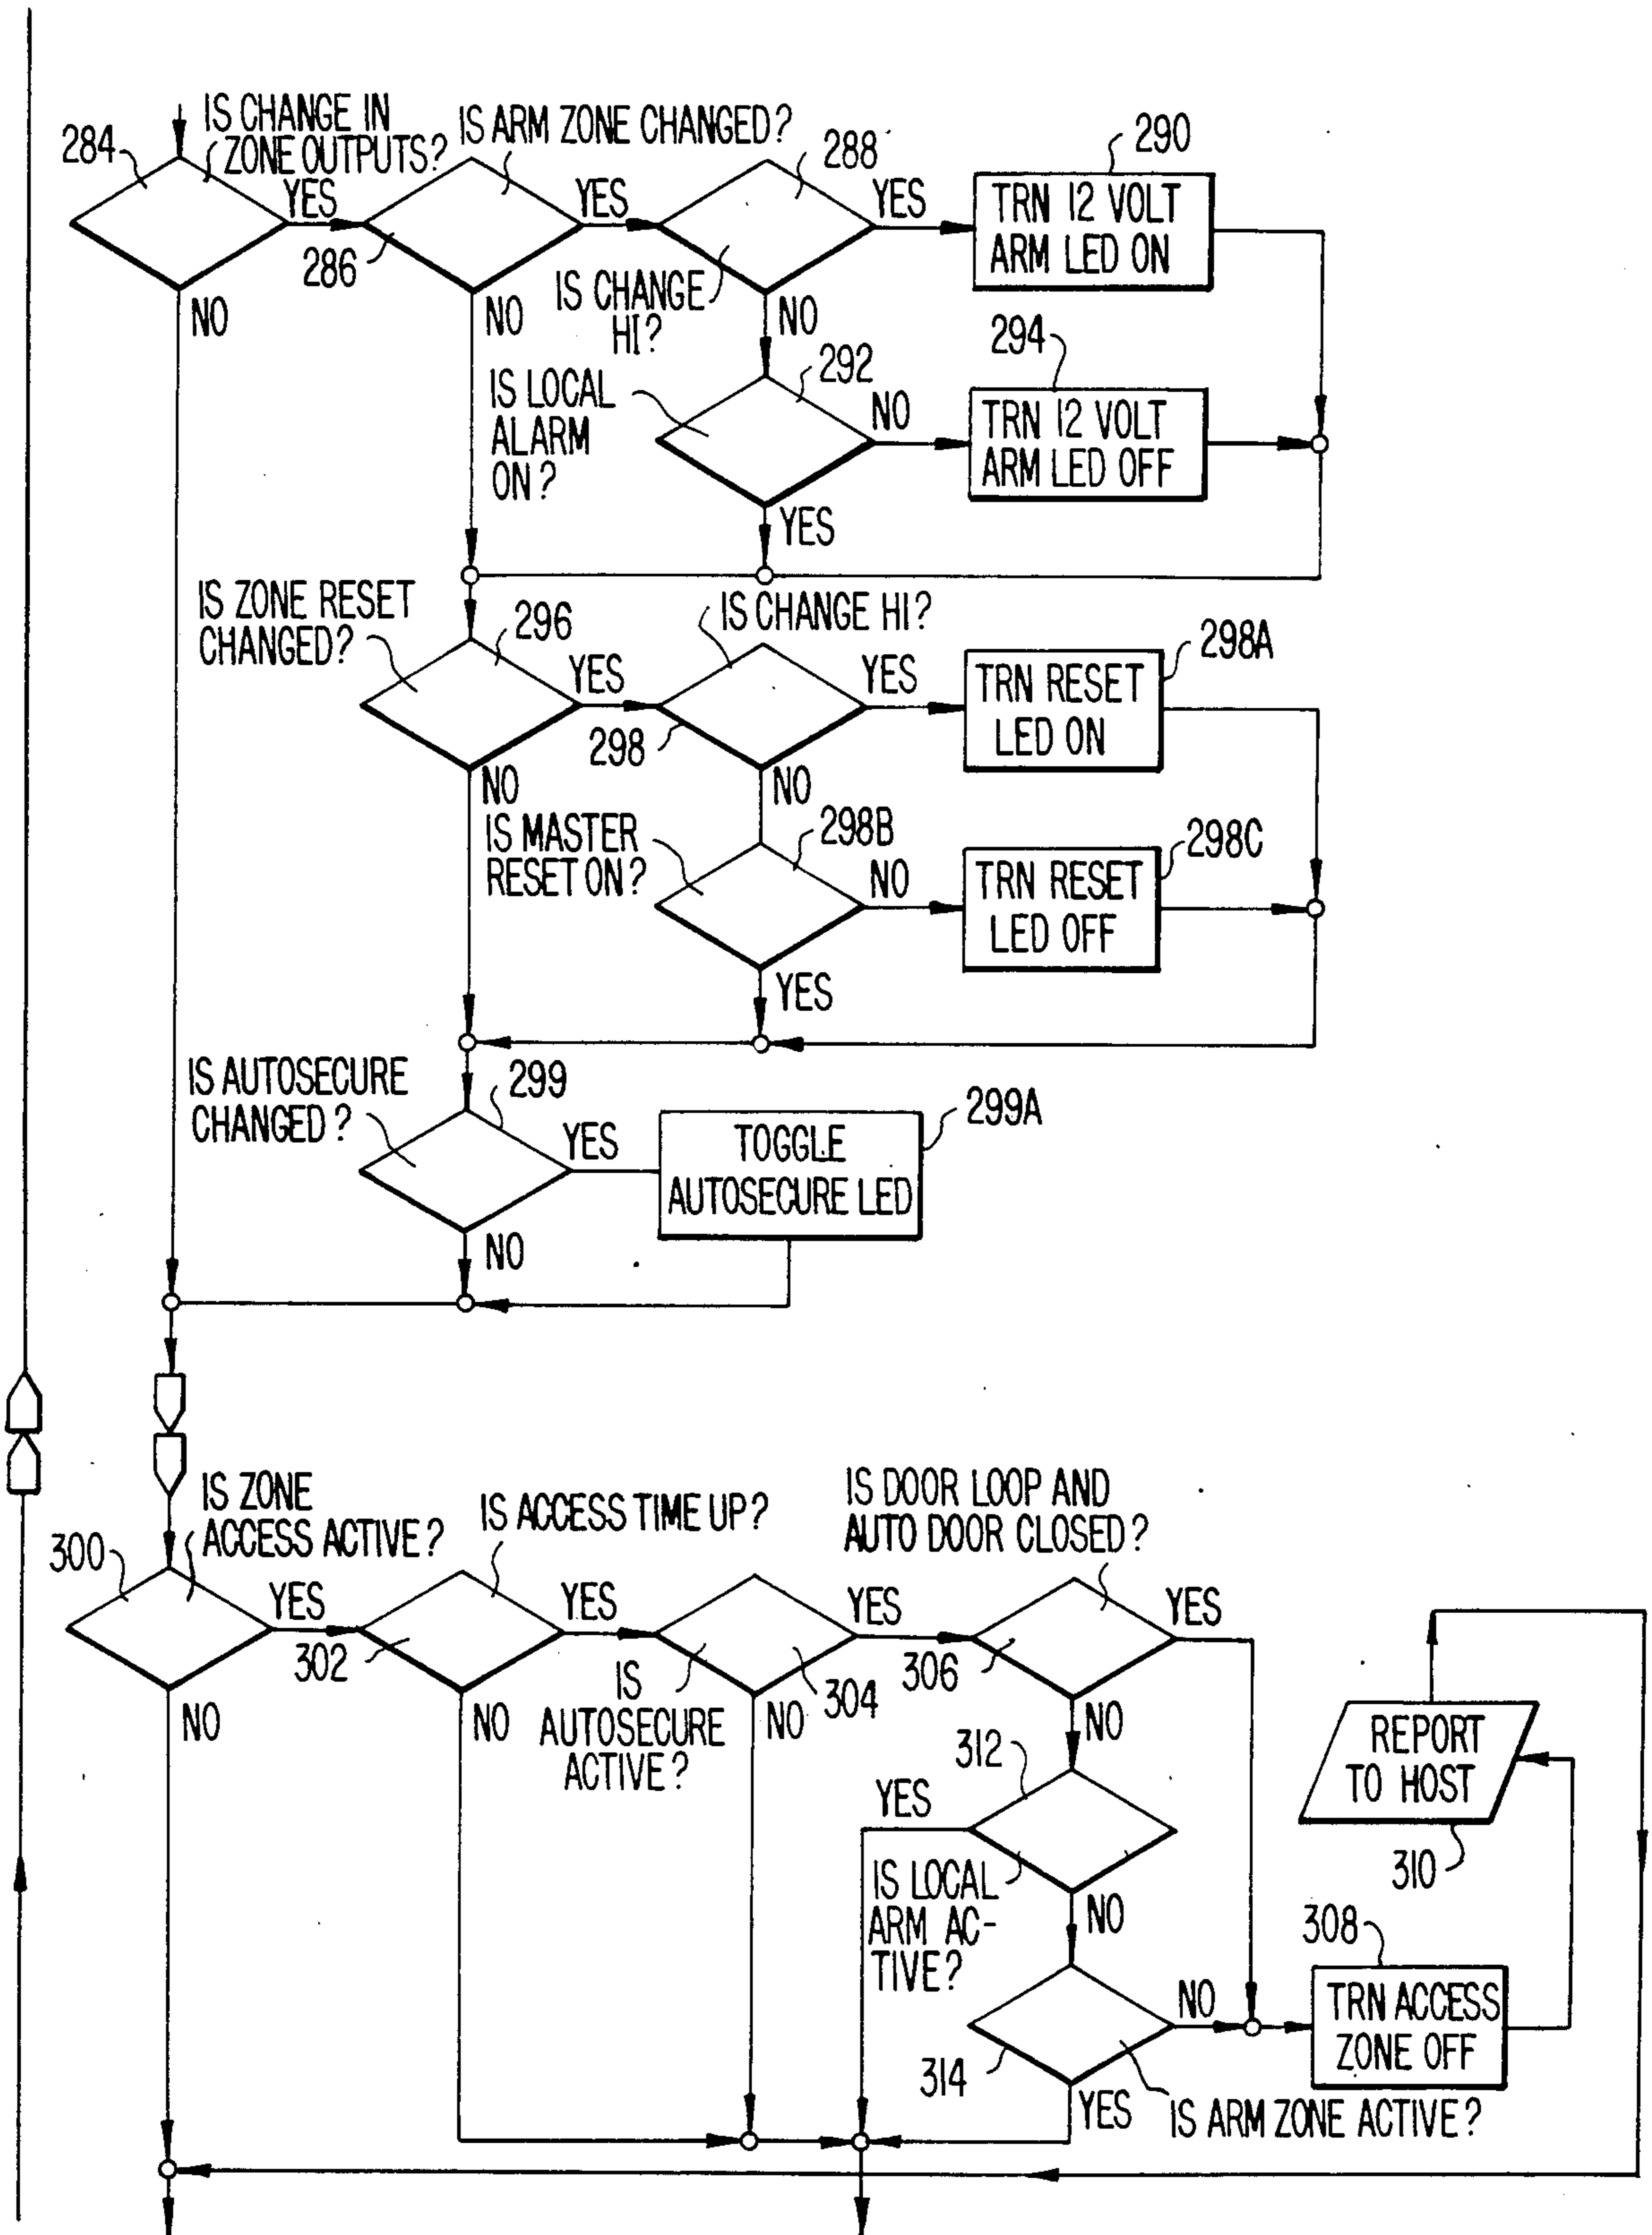 IS CHANGE IN
ZONE OUTPUTS?
IS ARM ZONE CHANGED?
284
286
288
290
YES
YES
YES
TRN 12 VOLT
ARM LED ON
NO
NO
IS CHANGE
HI?
NO
292
294
IS LOCAL
ALARM
ON?
NO
TRN 12 VOLT
ARM LED OFF
YES
IS ZONE RESET
CHANGED?
296
IS CHANGE HI?
298A
YES
YES
TRN RESET
LED ON
298
NO
NO
IS MASTER
RESET ON?
298B
298C
NO
TRN RESET
LED OFF
YES
IS AUTOSECURE
CHANGED?
299
299A
YES
TOGGLE
AUTOSECURE LED
NO
IS ZONE
ACCESS ACTIVE?
IS ACCESS TIME UP?
IS DOOR LOOP AND
AUTO DOOR CLOSED?
300
YES
YES
YES
YES
302
304
306
NO
NO
IS
AUTOSECURE
ACTIVE?
NO
NO
312
REPORT
TO HOST
310
YES
IS LOCAL
ARM AC-
TIVE?
NO
308
NO
TRN ACCESS
ZONE OFF
314
YES
IS ARM ZONE ACTIVE?